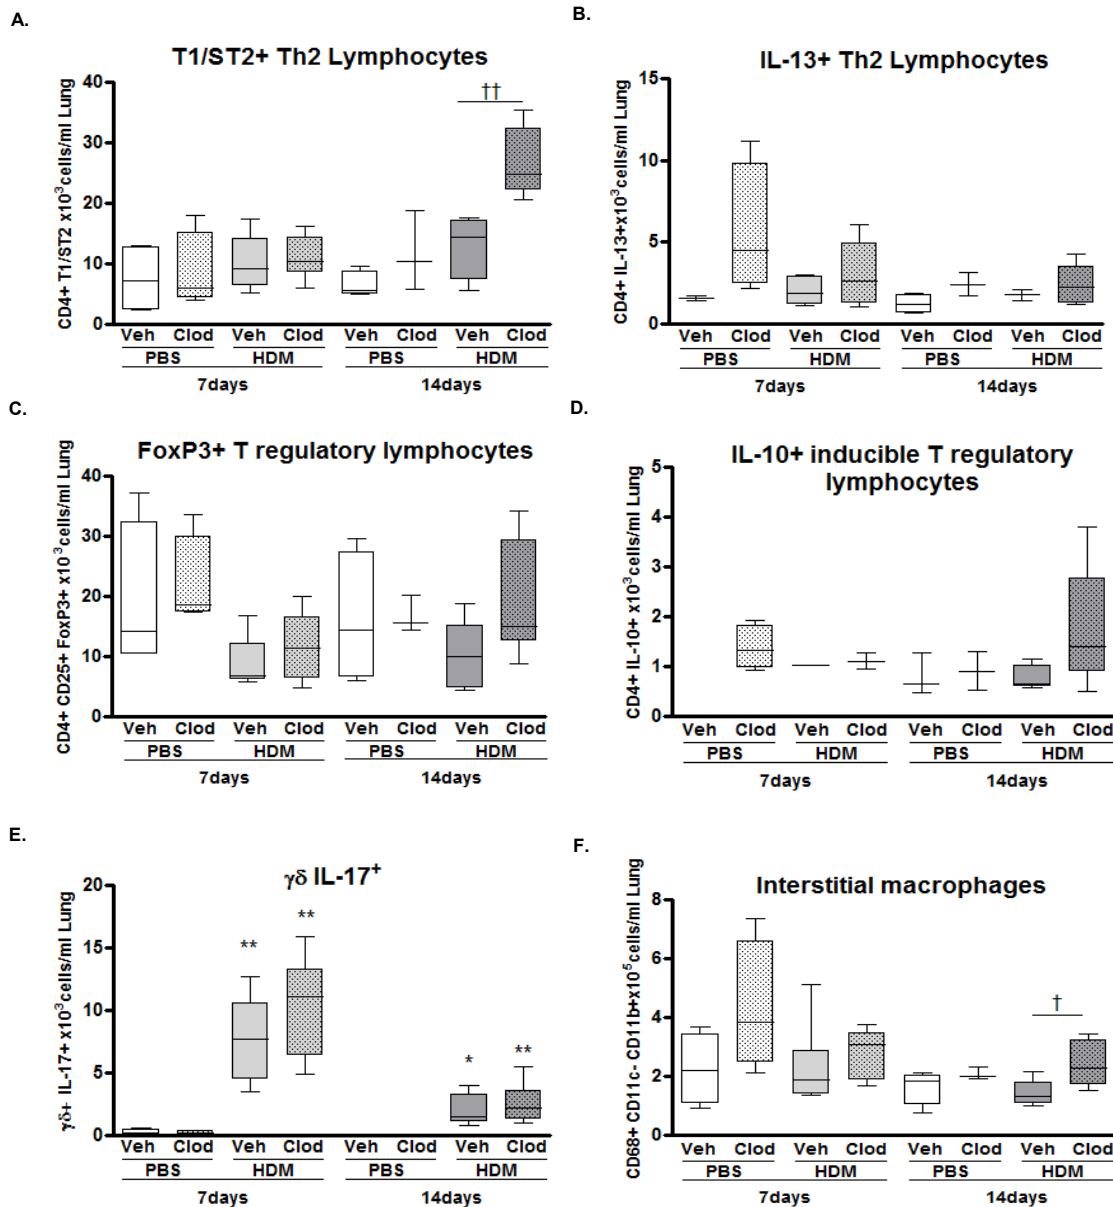 A.
T1/ST2+ Th2 Lymphocytes
CD4+ T1/ST2 x10³cells/ml Lung
40
30
20
10
0
††
Veh Clod Veh Clod Veh Clod Veh Clod
PBS HDM PBS HDM
7days 14days
B.
IL-13+ Th2 Lymphocytes
CD4+ IL-13+x10³cells/ml Lung
15
10
5
0
Veh Clod Veh Clod Veh Clod Veh Clod
PBS HDM PBS HDM
7days 14days
C.
FoxP3+ T regulatory lymphocytes
CD4+ CD25+ FoxP3+ x10³cells/ml Lung
40
30
20
10
0
Veh Clod Veh Clod Veh Clod Veh Clod
PBS HDM PBS HDM
7days 14days
D.
IL-10+ inducible T regulatory
lymphocytes
CD4+ IL-10+ x10³cells/ml Lung
5
4
3
2
1
0
Veh Clod Veh Clod Veh Clod Veh Clod
PBS HDM PBS HDM
7days 14days
E.
γδ IL-17⁺
γδ+ IL-17+ x10³cells/ml Lung
20
15
10
5
0
** ** * **
Veh Clod Veh Clod Veh Clod Veh Clod
PBS HDM PBS HDM
7days 14days
F.
Interstitial macrophages
CD68+ CD11c- CD11b+x10⁵cells/ml Lung
8
6
4
2
0
†
Veh Clod Veh Clod Veh Clod Veh Clod
PBS HDM PBS HDM
7days 14days